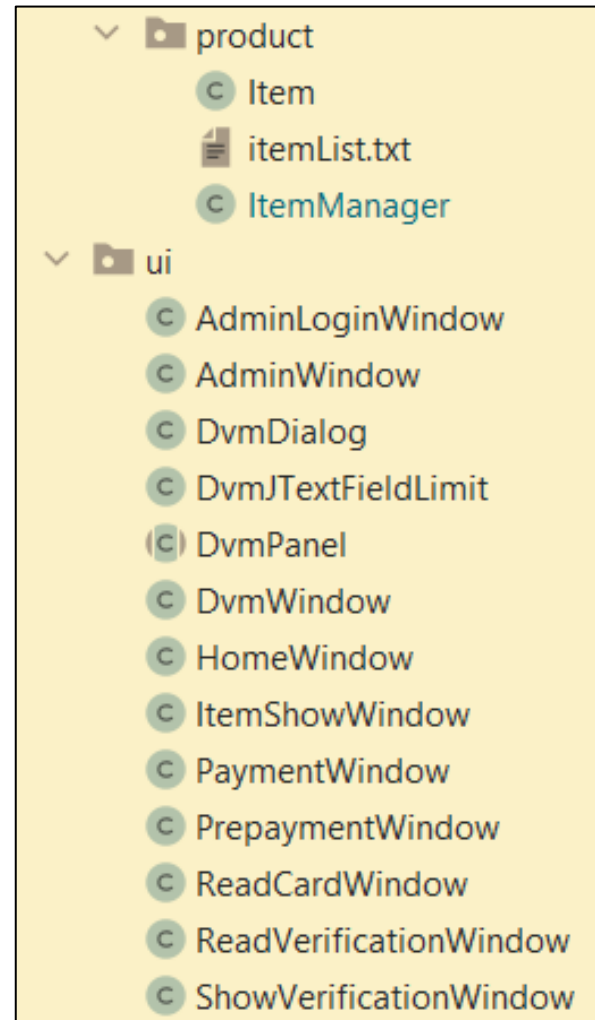 product
Item
itemList.txt
ItemManager
ui
AdminLoginWindow
AdminWindow
DvmDialog
DvmJTextFieldLimit
DvmPanel
DvmWindow
HomeWindow
ItemShowWindow
PaymentWindow
PrepaymentWindow
ReadCardWindow
ReadVerificationWindow
ShowVerificationWindow